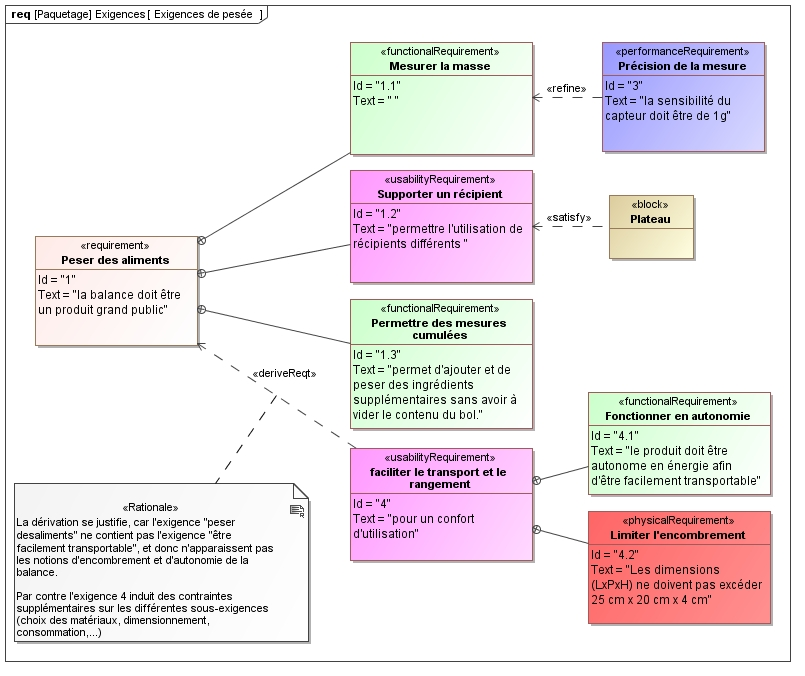 req [Paquetage] Exigences [ Exigences de pesée ]
«functionalRequirement»
Mesurer la masse
Id = "1.1"
Text = " "
«refine»
«performanceRequirement»
Précision de la mesure
Id = "3"
Text = "la sensibilité du
capteur doit être de 1g"
«usabilityRequirement»
Supporter un récipient
Id = "1.2"
Text = "permettre l'utilisation de
récipients différents "
«satisfy»
«block»
Plateau
«requirement»
Peser des aliments
Id = "1"
Text = "la balance doit être
un produit grand public"
«functionalRequirement»
Permettre des mesures
cumulées
Id = "1.3"
Text = "permet d'ajouter et de
peser des ingrédients
supplémentaires sans avoir à
vider le contenu du bol."
«deriveReqt»
«usabilityRequirement»
faciliter le transport et le
rangement
Id = "4"
Text = "pour un confort
d'utilisation"
«functionalRequirement»
Fonctionner en autonomie
Id = "4.1"
Text = "le produit doit être
autonome en énergie afin
d'être facilement transportable"
«physicalRequirement»
Limiter l'encombrement
Id = "4.2"
Text = "Les dimensions
(LxPxH) ne doivent pas excéder
25 cm x 20 cm x 4 cm"
«Rationale»
La dérivation se justifie, car l'exigence "peser
desaliments" ne contient pas l'exigence "être
facilement transportable", et donc n'apparaissent pas
les notions d'encombrement et d'autonomie de la
balance.
Par contre l'exigence 4 induit des contraintes
supplémentaires sur les différentes sous-exigences
(choix des matériaux, dimensionnement,
consommation,...)